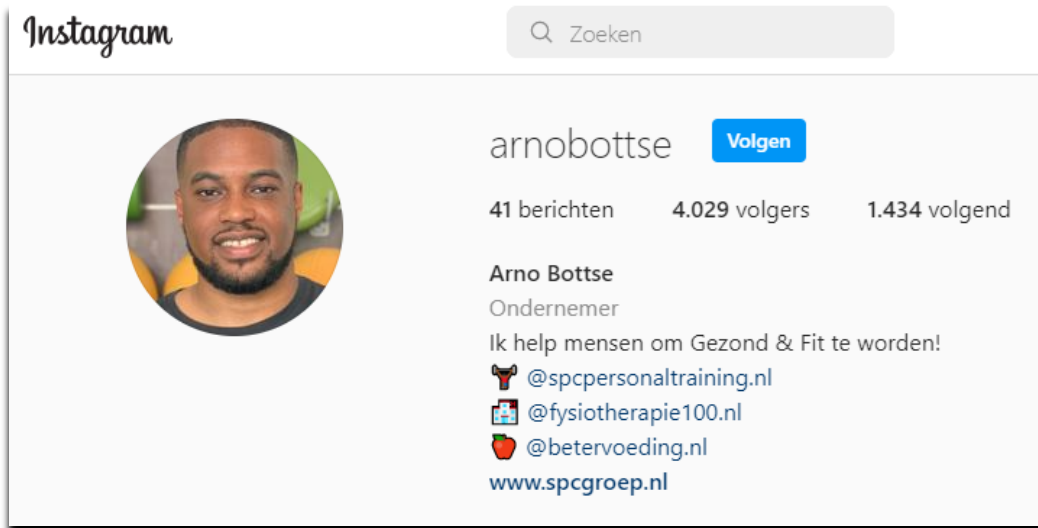 Instagram
Zoeken
arnobottse
Volgen
41 berichten 4.029 volgers 1.434 volgend
Arno Bottse
Ondernemer
Ik help mensen om Gezond & Fit te worden!
@spcpersonaltraining.nl
@fysiotherapie100.nl
@betervoeding.nl
www.spcgroep.nl